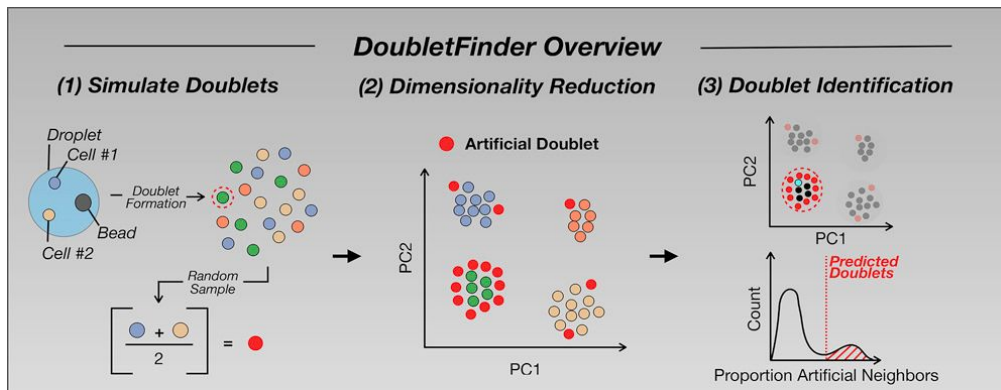 DoubletFinder Overview
(1) Simulate Doublets
Droplet
Cell #1
Doublet
Formation
Bead
Cell #2
Random
Sample
+
2
=
(2) Dimensionality Reduction
Artificial Doublet
PC2
PC1
(3) Doublet Identification
PC2
PC1
Predicted
Doublets
Count
Proportion Artificial Neighbors